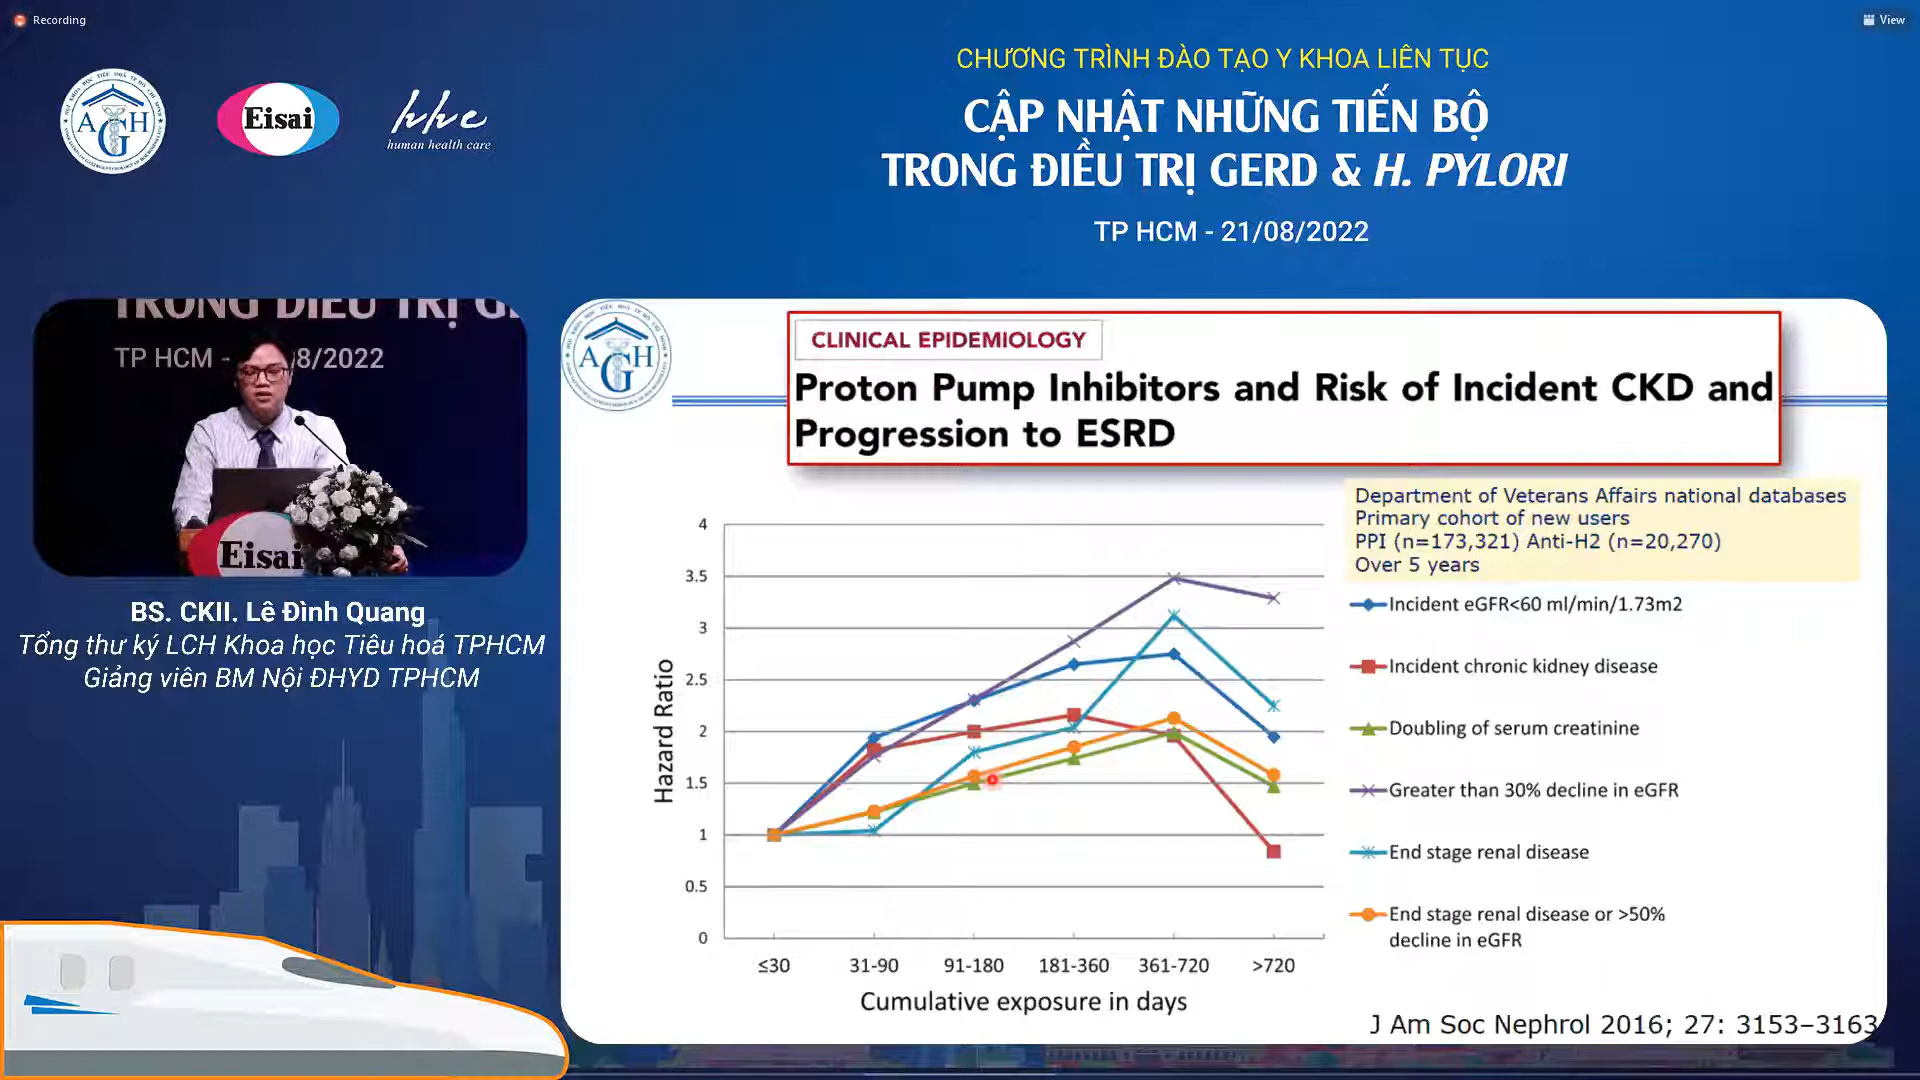 Recording
View
CHƯƠNG TRÌNH ĐÀO TẠO Y KHOA LIÊN TỤC
CẬP NHẬT NHỮNG TIẾN BỘ
TRONG ĐIỀU TRỊ GERD & H. PYLORI
TP HCM - 21/08/2022
AGH
Eisai
hhc
human health care
TRONG ĐIỀU TRỊ G
TP HCM - 8/2022
Eisai
BS. CKII. Lê Đình Quang
Tổng thư ký LCH Khoa học Tiêu hoá TPHCM
Giảng viên BM Nội ĐHYD TPHCM
AGH
CLINICAL EPIDEMIOLOGY
Proton Pump Inhibitors and Risk of Incident CKD and
Progression to ESRD
Department of Veterans Affairs national databases
Primary cohort of new users
PPI (n=173,321) Anti-H2 (n=20,270)
Over 5 years
Hazard Ratio
4
3.5
3
2.5
2
1.5
1
0.5
0
≤30 31-90 91-180 181-360 361-720 >720
Cumulative exposure in days
Incident eGFR<60 ml/min/1.73m2
Incident chronic kidney disease
Doubling of serum creatinine
Greater than 30% decline in eGFR
End stage renal disease
End stage renal disease or >50%
decline in eGFR
J Am Soc Nephrol 2016; 27: 3153–3163